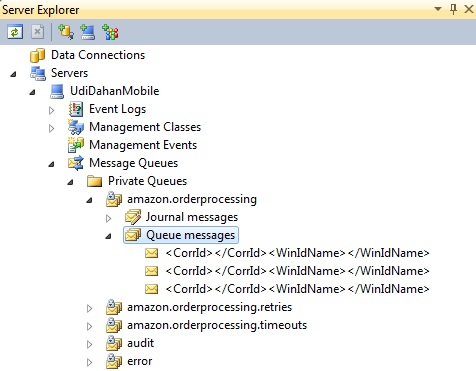 Server Explorer
Data Connections
Servers
UdiDahanMobile
Event Logs
Management Classes
Management Events
Message Queues
Private Queues
amazon.orderprocessing
Journal messages
Queue messages
<CorrId></CorrId><WinIdName></WinIdName>
<CorrId></CorrId><WinIdName></WinIdName>
<CorrId></CorrId><WinIdName></WinIdName>
amazon.orderprocessing.retries
amazon.orderprocessing.timeouts
audit
error